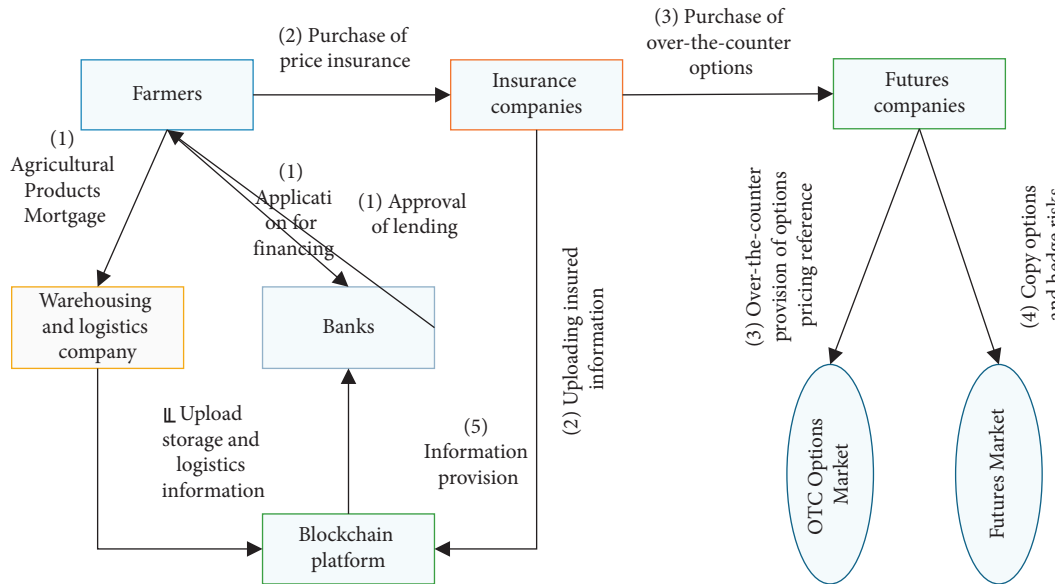 (2) Purchase of
price insurance
(3) Purchase of
over-the-counter
options
Farmers
Insurance
companies
Futures
companies
(1)
Agricultural
Products
Mortgage
(1)
Applicati
on for
financing
(1) Approval
of lending
(2) Uploading insured
information
(3) Over-the-counter
provision of options
pricing reference
(4) Copy options
and hedge risks
Warehousing
and logistics
company
Banks
Upload
storage and
logistics
information
(5)
Information
provision
OTC Options
Market
Futures Market
Blockchain
platform